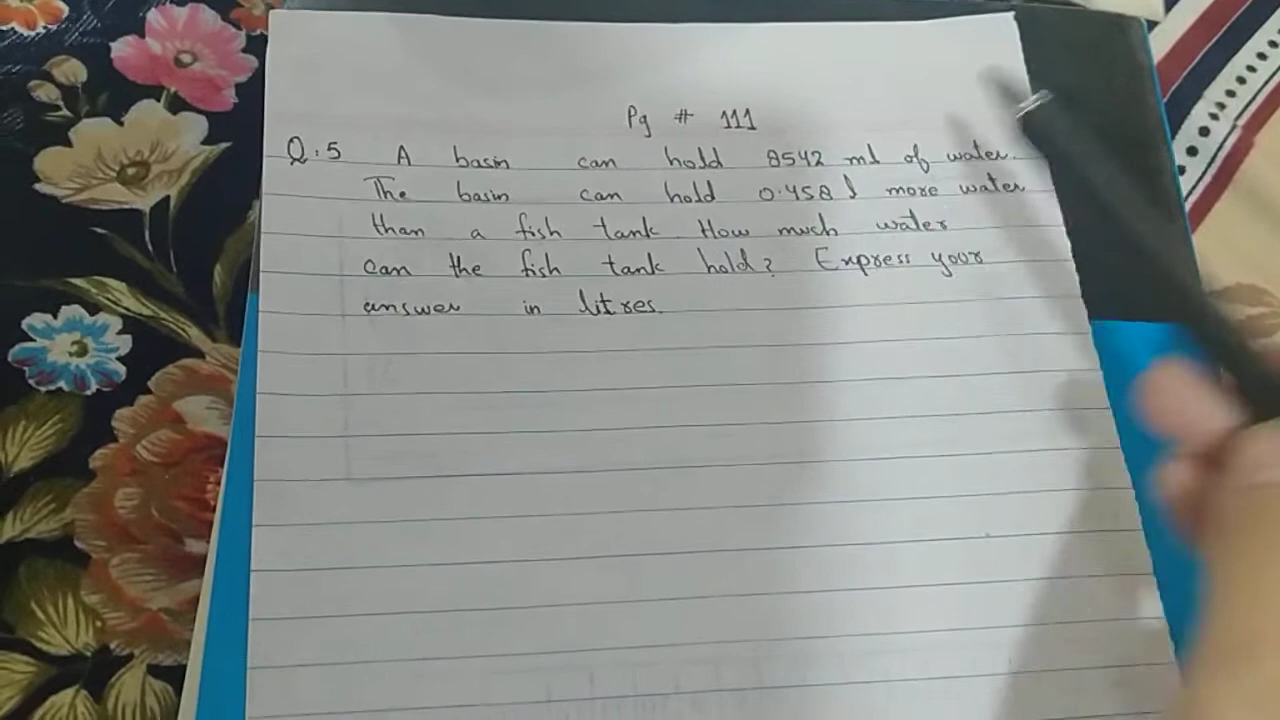 Pg # 111
Q.5 A basin can hold 8542 ml of water.
The basin can hold 0.458 l more water
than a fish tank How much water
can the fish tank hold? Express your
answer in litres.